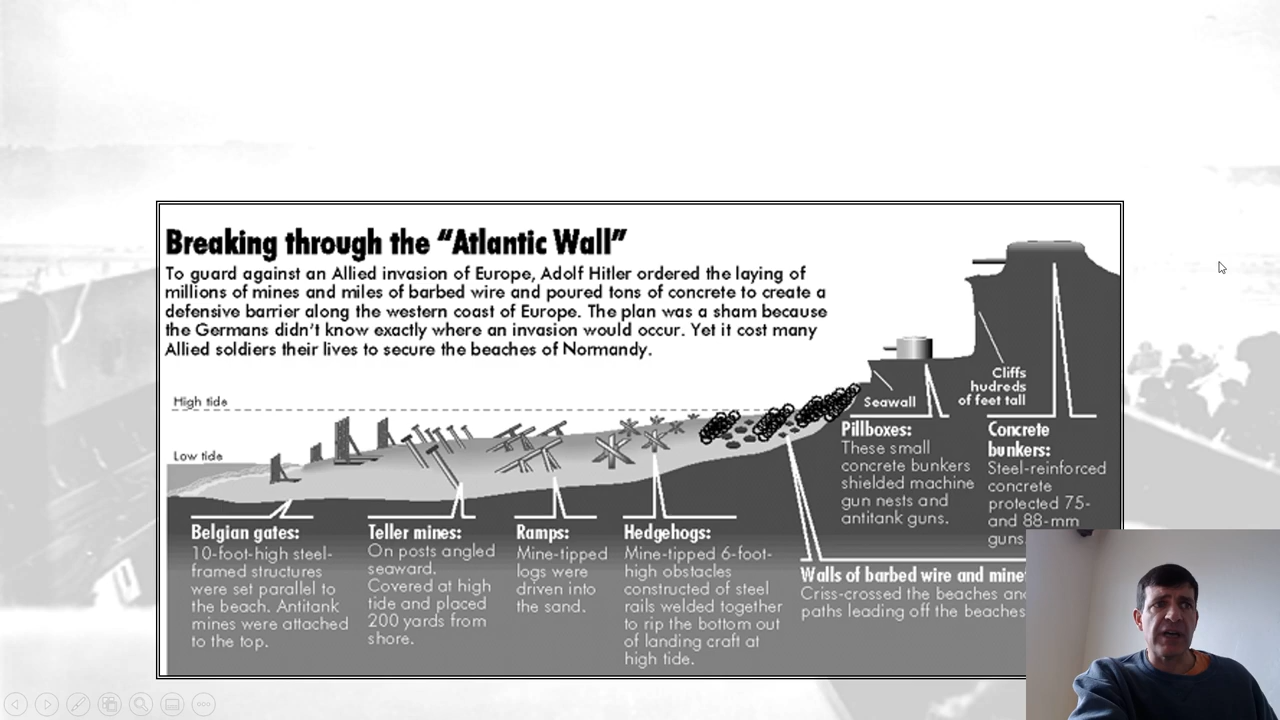 Breaking through the “Atlantic Wall”
To guard against an Allied invasion of Europe, Adolf Hitler ordered the laying of
millions of mines and miles of barbed wire and poured tons of concrete to create a
defensive barrier along the western coast of Europe. The plan was a sham because
the Germans didn’t know exactly where an invasion would occur. Yet it cost many
Allied soldiers their lives to secure the beaches of Normandy.
High tide
Low tide
Seawall
Cliffs
hudreds
of feet tall
Belgian gates:
10-foot-high steel-
framed structures
were set parallel to
the beach. Antitank
mines were attached
to the top.
Teller mines:
On posts angled
seaward.
Covered at high
tide and placed
200 yards from
shore.
Ramps:
Mine-tipped
logs were
driven into
the sand.
Hedgehogs:
Mine-tipped 6-foot-
high obstacles
constructed of steel
rails welded together
to rip the bottom out
of landing craft at
high tide.
Walls of barbed wire and
Criss-crossed the beaches
paths leading off the beaches
Pillboxes:
These small
concrete bunkers
shielded machine
gun nests and
antitank guns.
Concrete
bunkers:
Steel-reinforced
concrete
protected 75-
and 88-mm
guns